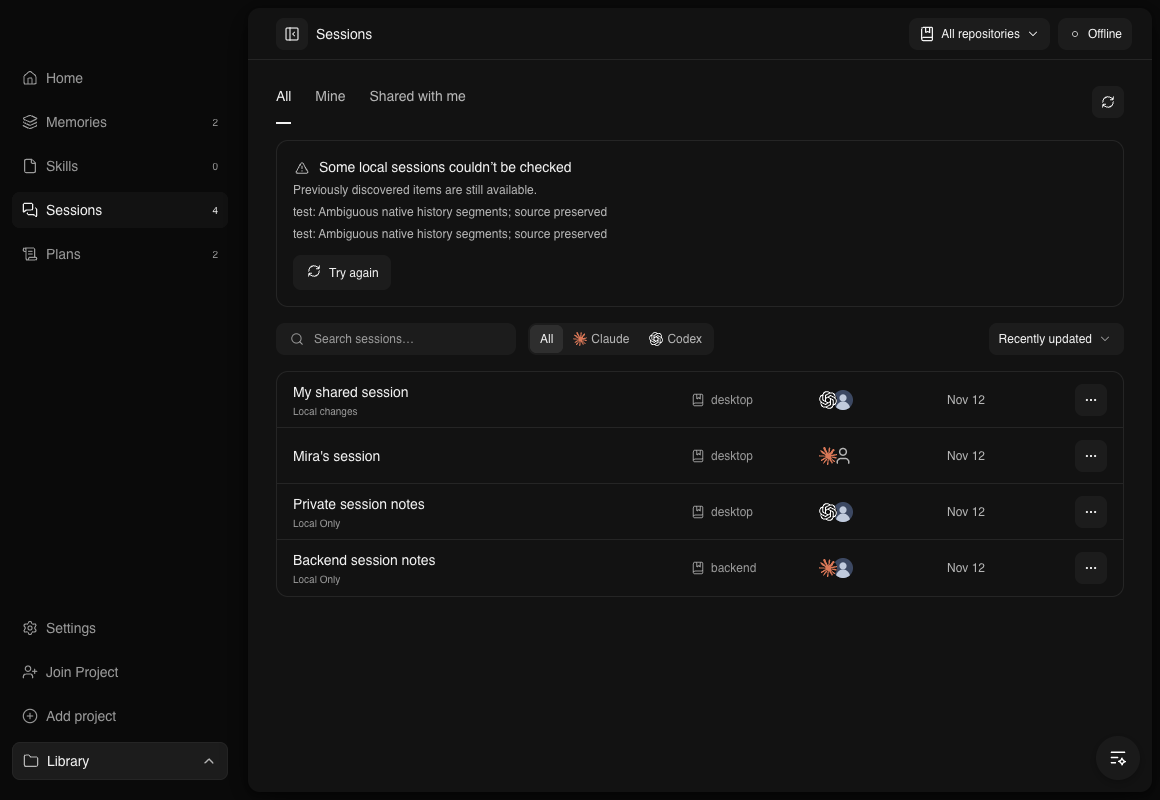 Sessions
All repositories
Offline
Home
Memories 2
Skills 0
Sessions 4
Plans 2
All Mine Shared with me
Some local sessions couldn’t be checked
Previously discovered items are still available.
test: Ambiguous native history segments; source preserved
test: Ambiguous native history segments; source preserved
Try again
Search sessions…
All Claude Codex
Recently updated
My shared session
Local changes
desktop
Nov 12
Mira's session
desktop
Nov 12
Private session notes
Local Only
desktop
Nov 12
Backend session notes
Local Only
backend
Nov 12
Settings
Join Project
Add project
Library